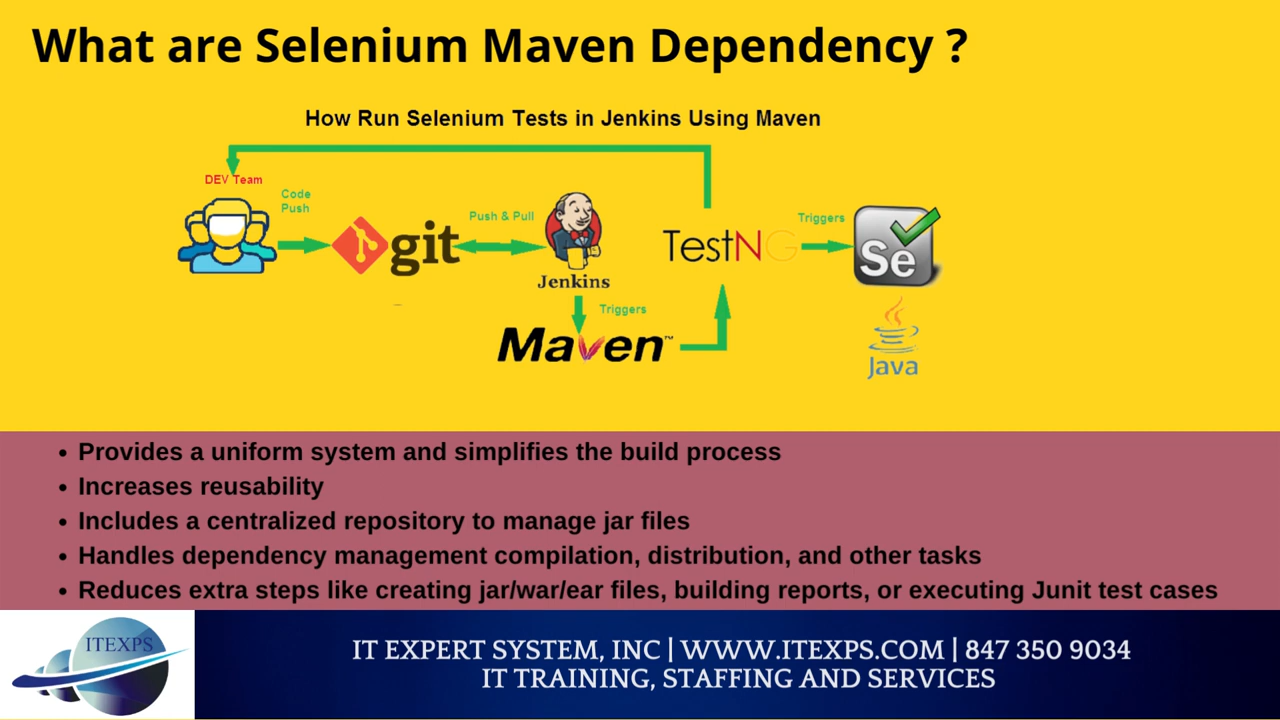 What are Selenium Maven Dependency ?
How Run Selenium Tests in Jenkins Using Maven
DEV Team
Code
Push
git
Push & Pull
Jenkins
Triggers
Maven™
TestNG
Triggers
Se
Java
• Provides a uniform system and simplifies the build process
• Increases reusability
• Includes a centralized repository to manage jar files
• Handles dependency management compilation, distribution, and other tasks
• Reduces extra steps like creating jar/war/ear files, building reports, or executing Junit test cases
ITEXPS
IT EXPERT SYSTEM, INC | WWW.ITEXPS.COM | 847 350 9034
IT TRAINING, STAFFING AND SERVICES